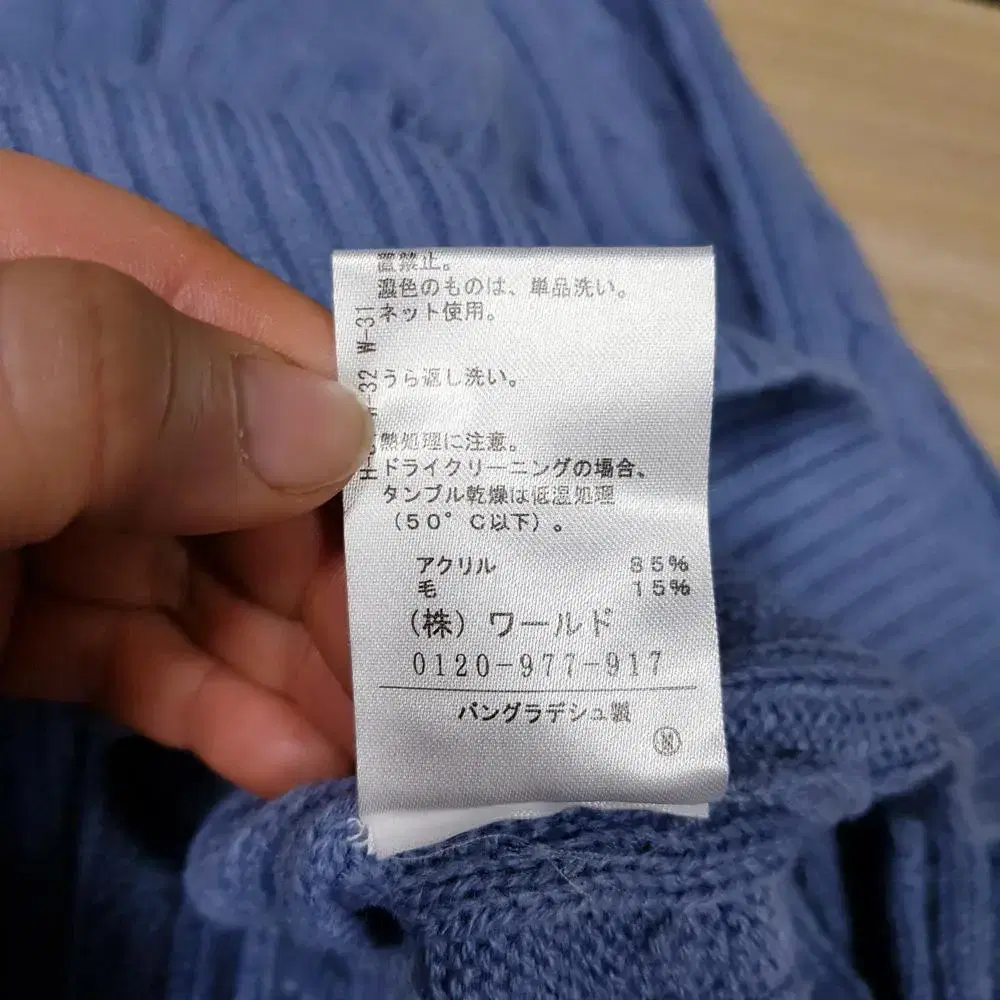 置禁止。
濃色のものは、単品洗い。
ネット使用。
うら返し洗い。
熱処理に注意。
ドライクリーニングの場合、
タンブル乾燥は低温処理
（50°C以下）。
アクリル 85%
毛 15%
（株）ワールド
0120-977-917
バングラデシュ製
W-31